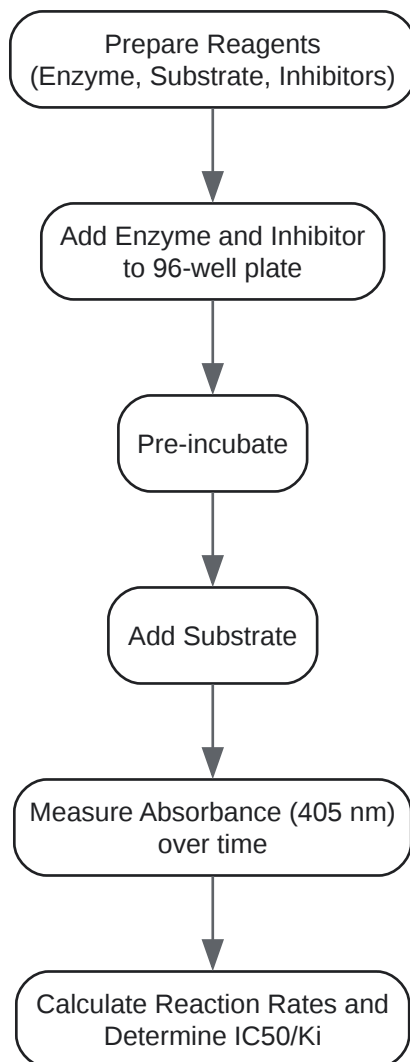 Prepare Reagents
(Enzyme, Substrate, Inhibitors)
Add Enzyme and Inhibitor
to 96-well plate
Pre-incubate
Add Substrate
Measure Absorbance (405 nm)
over time
Calculate Reaction Rates and
Determine IC50/Ki